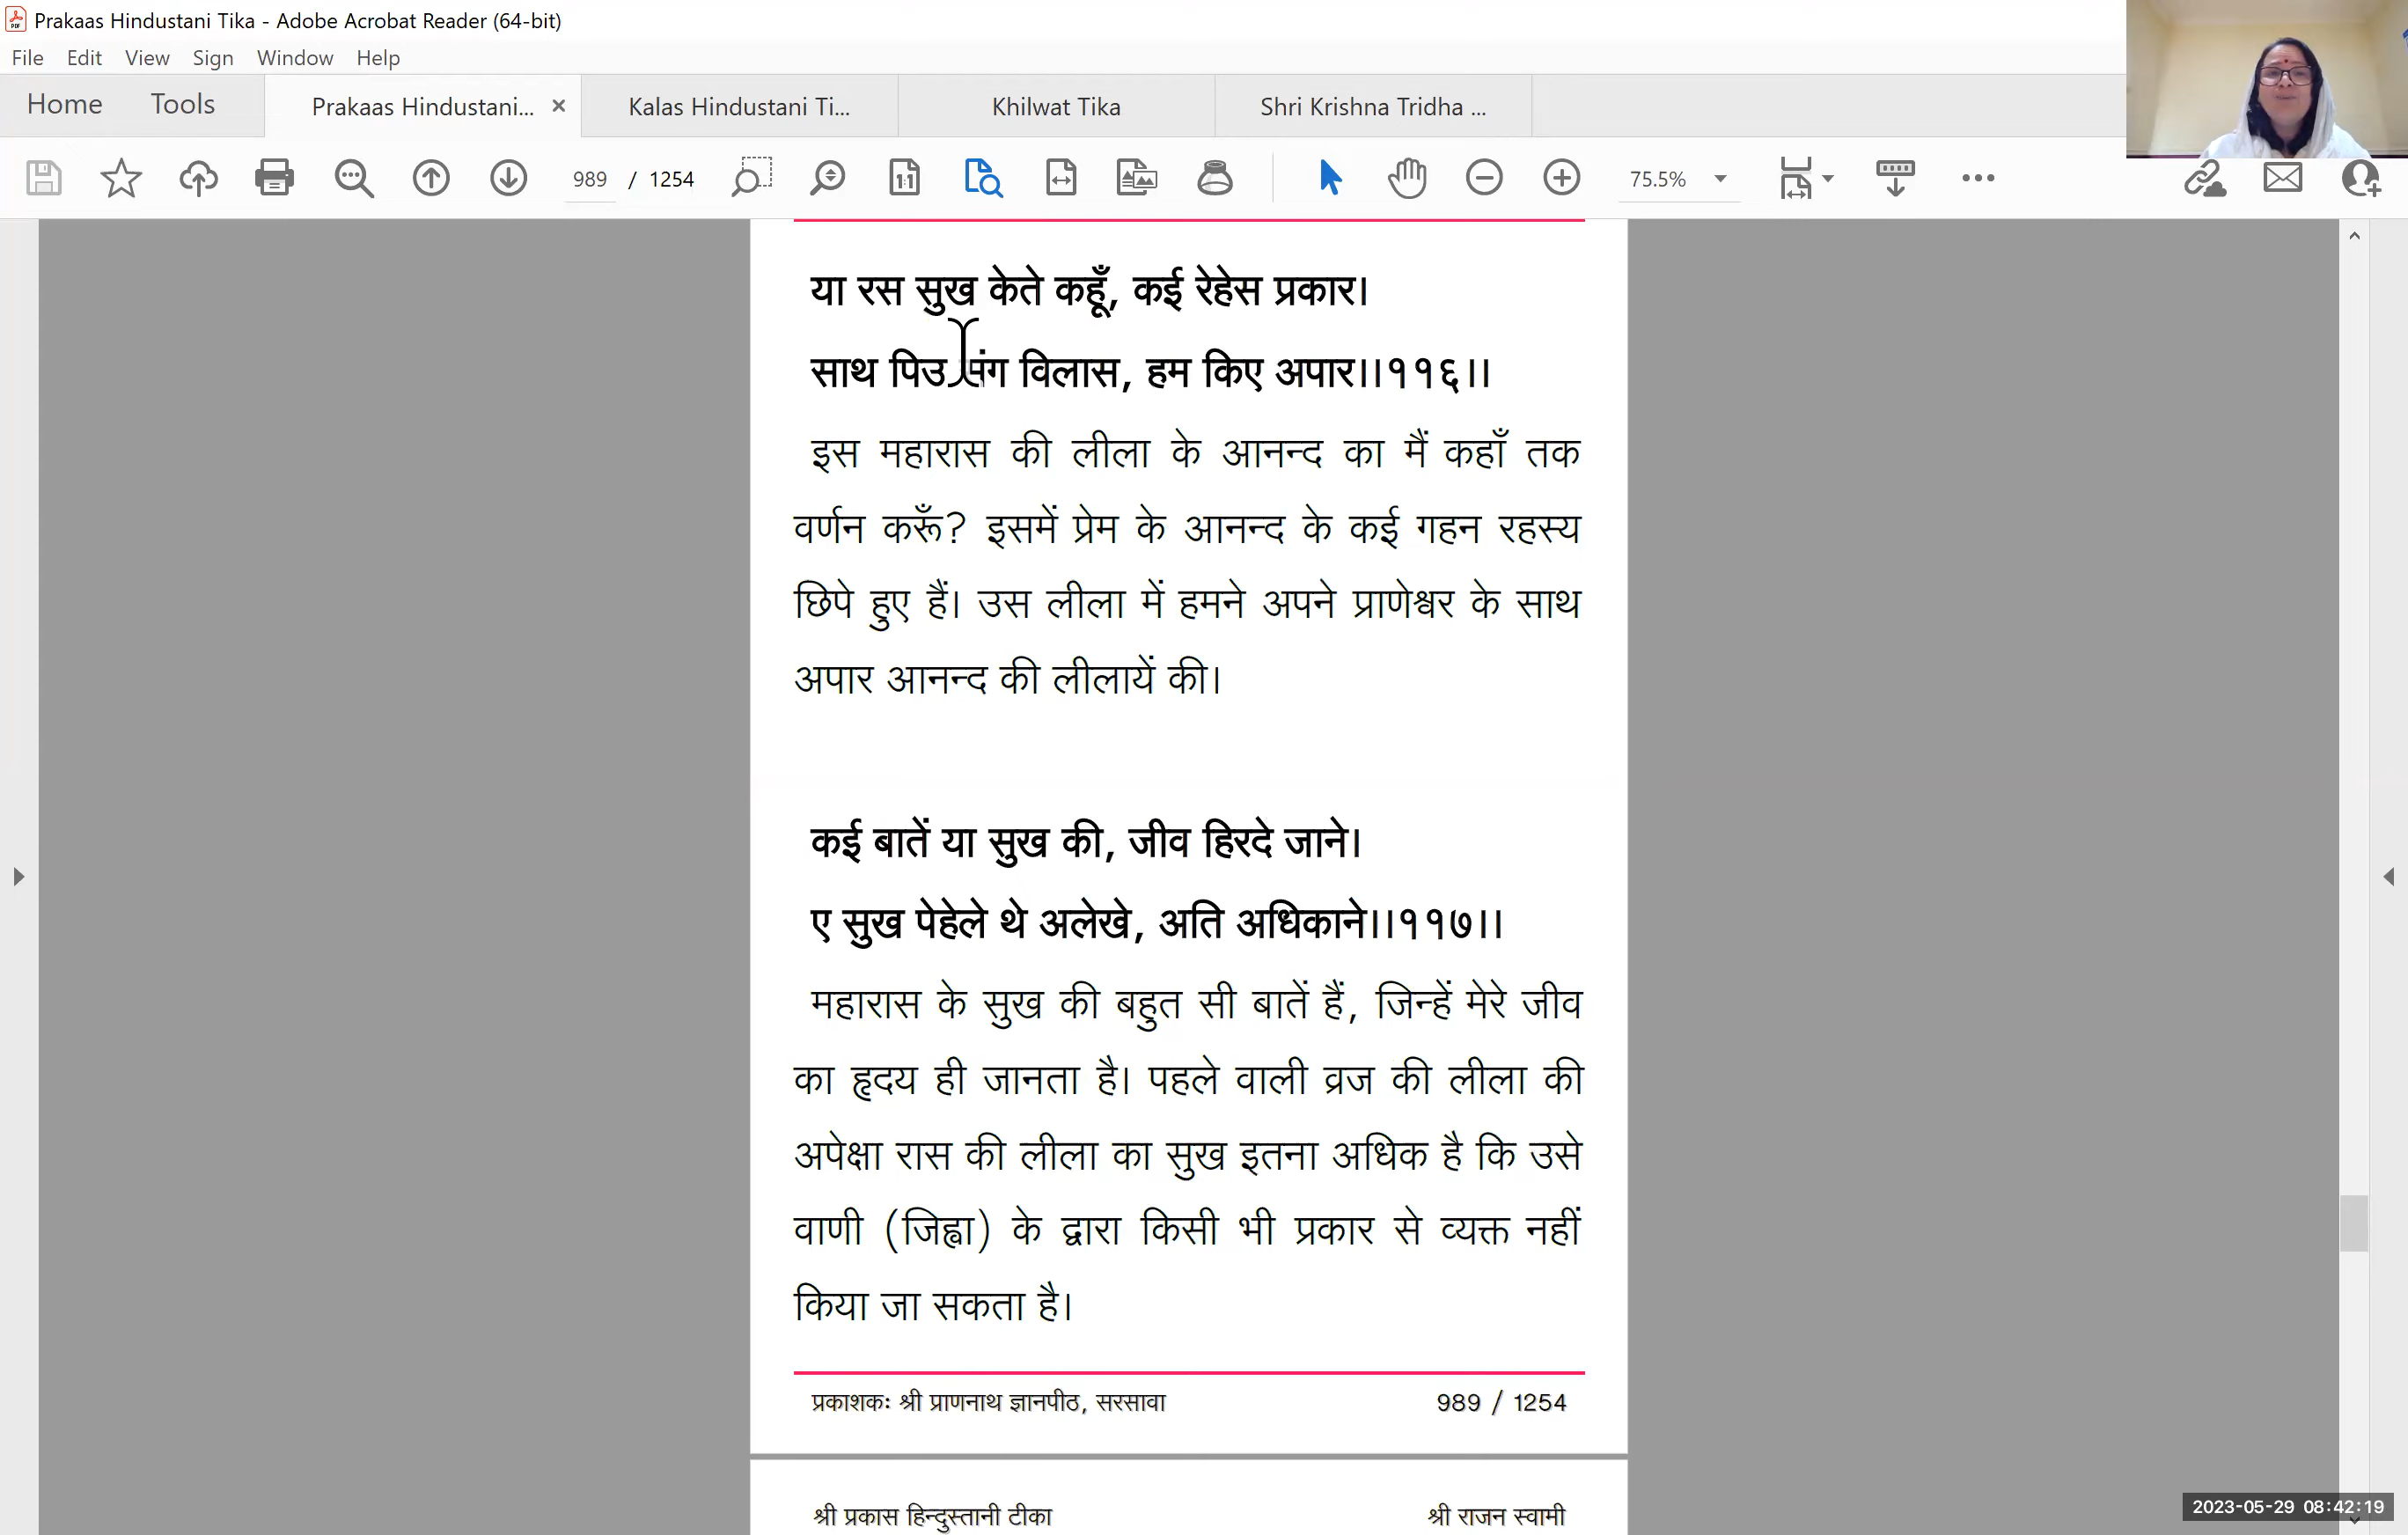 Prakaas Hindustani Tika - Adobe Acrobat Reader (64-bit)
File Edit View Sign Window Help
Home Tools Prakaas Hindustani... Kalas Hindustani Ti... Khilwat Tika Shri Krishna Tridha ...
989 / 1254 75.5%
या रस सुख केते कहूँ, कई रेहेस प्रकार।
साथ पिउ संग विलास, हम किए अपार।।११६।।
इस महारास की लीला के आनन्द का मैं कहाँ तक
वर्णन करूँ? इसमें प्रेम के आनन्द के कई गहन रहस्य
छिपे हुए हैं। उस लीला में हमने अपने प्राणेश्वर के साथ
अपार आनन्द की लीलायें की।
कई बातें या सुख की, जीव हिरदे जाने।
ए सुख पेहेले थे अलेखे, अति अधिकाने।।११७।।
महारास के सुख की बहुत सी बातें हैं, जिन्हें मेरे जीव
का हृदय ही जानता है। पहले वाली व्रज की लीला की
अपेक्षा रास की लीला का सुख इतना अधिक है कि उसे
वाणी (जिह्वा) के द्वारा किसी भी प्रकार से व्यक्त नहीं
किया जा सकता है।
प्रकाशकः श्री प्राणनाथ ज्ञानपीठ, सरसावा 989 / 1254
श्री प्रकास हिन्दुस्तानी टीका श्री राजन स्वामी
2023-05-29 08:42:19